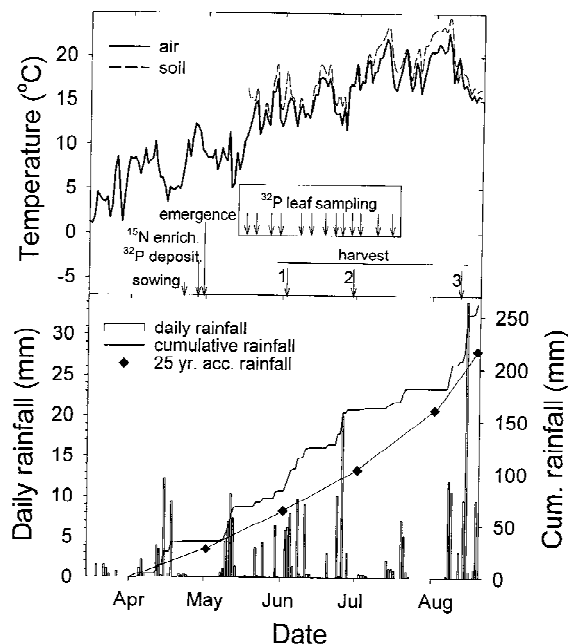 Temperature (°C)
20
15
10
5
0
-5
air
soil
³²P leaf sampling
emergence
¹⁵N enrich.
³²P deposit.
sowing
harvest
1
2
3
Daily rainfall (mm)
30
25
20
15
10
5
0
daily rainfall
cumulative rainfall
25 yr. acc. rainfall
250
200
150
100
50
0
Cum. rainfall (mm)
Apr May Jun Jul Aug
Date